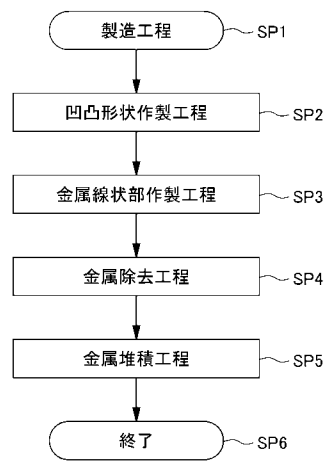 製造工程 SP1
凹凸形状作製工程 SP2
金属線状部作製工程 SP3
金属除去工程 SP4
金属堆積工程 SP5
終了 SP6